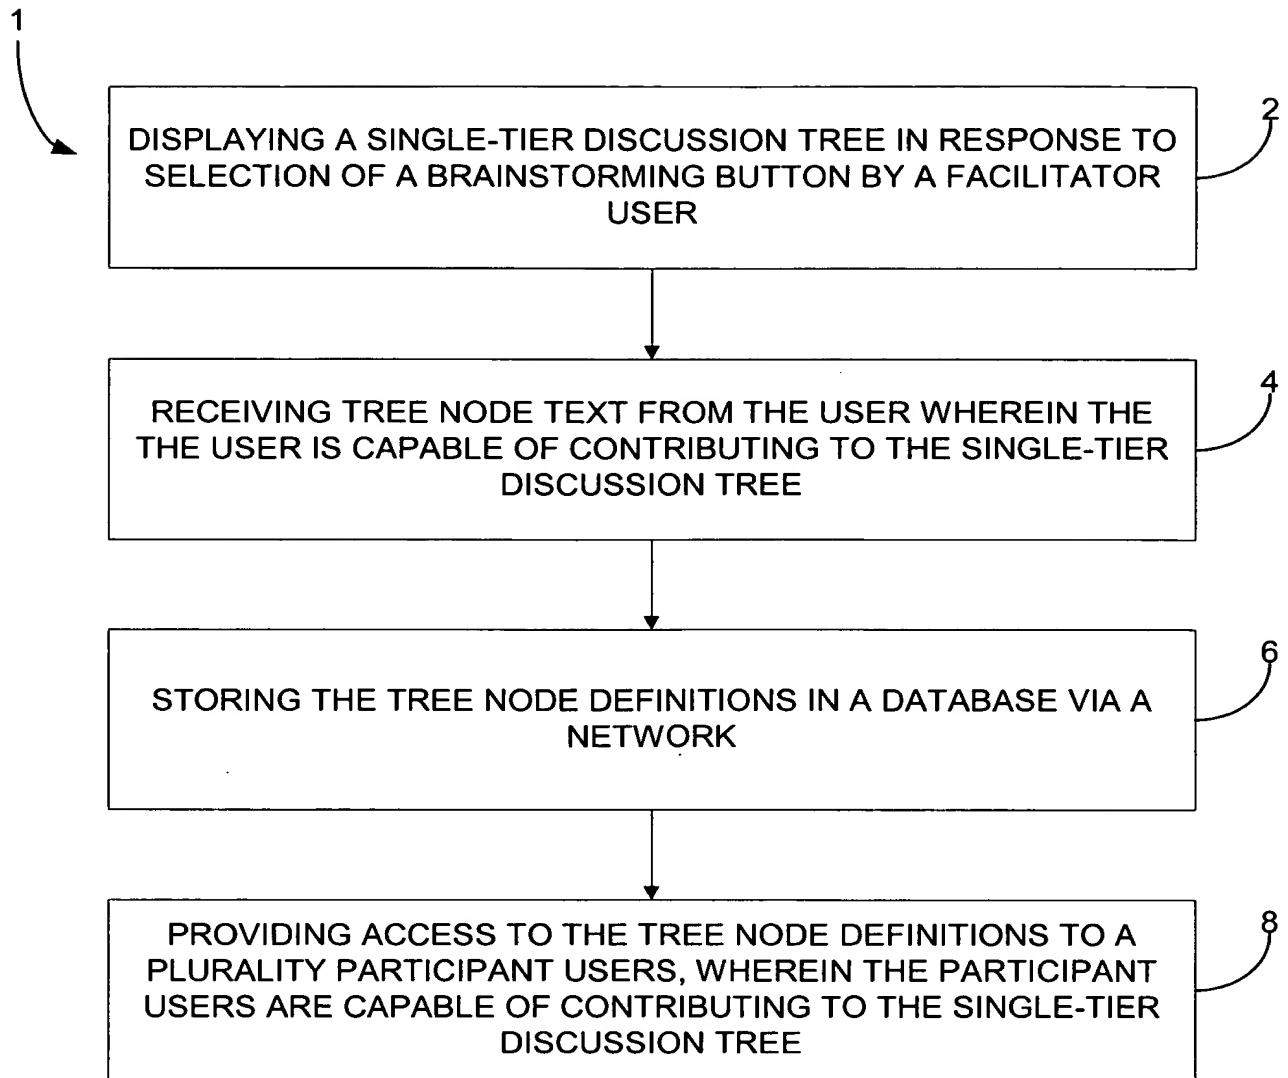 1
2
DISPLAYING A SINGLE-TIER DISCUSSION TREE IN RESPONSE TO
SELECTION OF A BRAINSTORMING BUTTON BY A FACILITATOR
USER
4
RECEIVING TREE NODE TEXT FROM THE USER WHEREIN THE
THE USER IS CAPABLE OF CONTRIBUTING TO THE SINGLE-TIER
DISCUSSION TREE
6
STORING THE TREE NODE DEFINITIONS IN A DATABASE VIA A
NETWORK
8
PROVIDING ACCESS TO THE TREE NODE DEFINITIONS TO A
PLURALITY PARTICIPANT USERS, WHEREIN THE PARTICIPANT
USERS ARE CAPABLE OF CONTRIBUTING TO THE SINGLE-TIER
DISCUSSION TREE